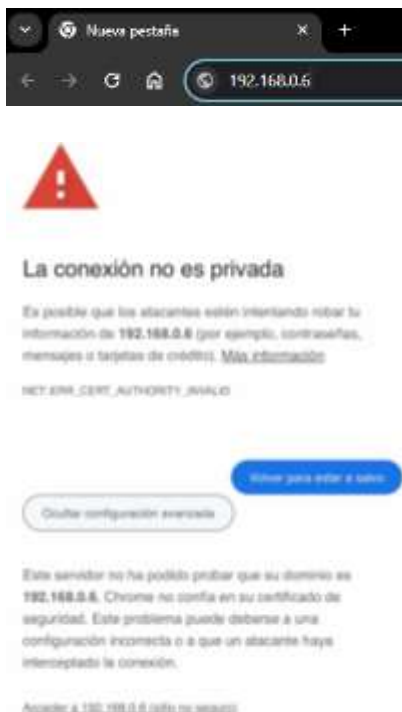 Nueva pestaña
192.168.0.6
La conexión no es privada
Es posible que los atacantes estén intentando robar tu
información de 192.168.0.6 (por ejemplo, contraseñas,
mensajes o tarjetas de crédito). Más información
NET::ERR_CERT_AUTHORITY_INVALID
Volver para estar a salvo
Ocultar configuración avanzada
Este servidor no ha podido probar que su dominio es
192.168.0.6. Chrome no confía en su certificado de
seguridad. Este problema puede deberse a una
configuración incorrecta o a que un atacante haya
interceptado la conexión.
Acceder a 192.168.0.6 (sitio no seguro)